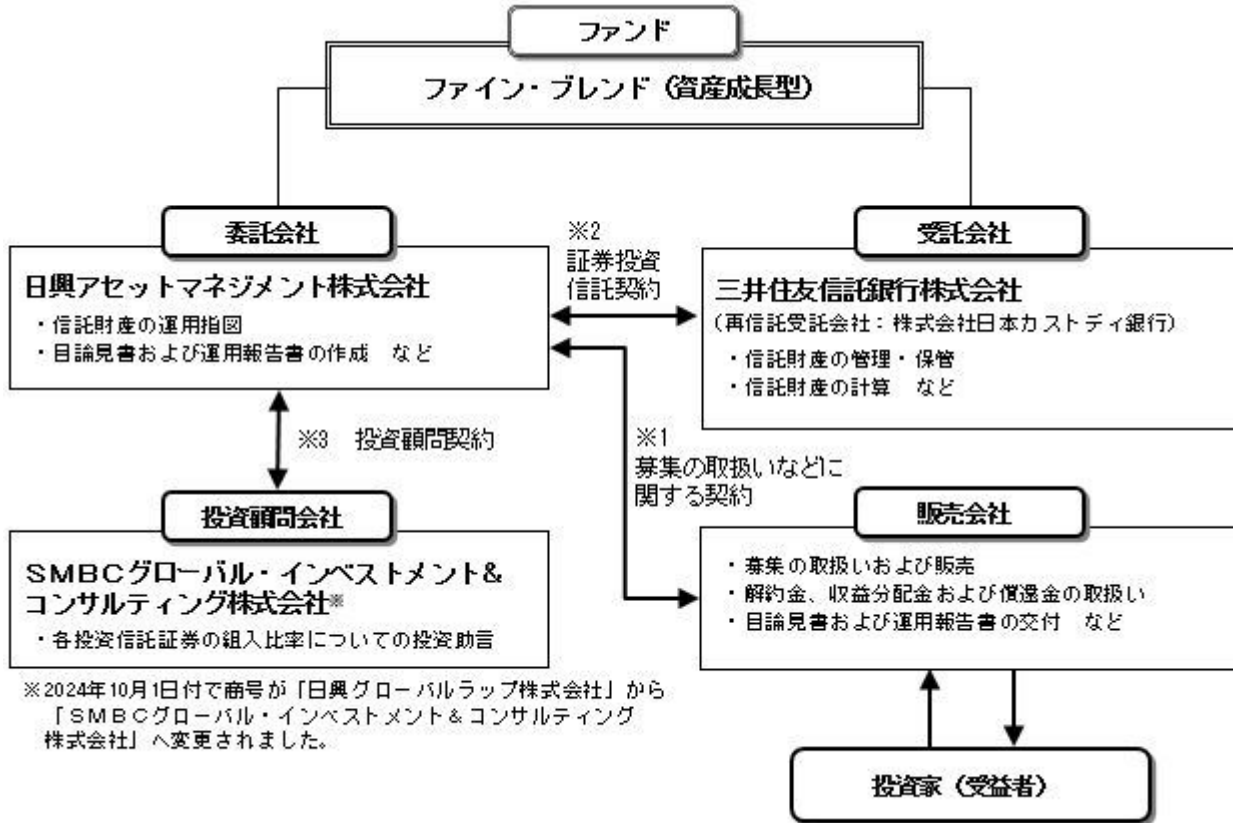 ファンド
ファイン・ブレンド（資産成長型）
委託会社
日興アセットマネジメント株式会社
・信託財産の運用指図
・目論見書および運用報告書の作成　など
※2
証券投資
信託契約
受託会社
三井住友信託銀行株式会社
（再信託受託会社：株式会社日本カストディ銀行）
・信託財産の管理・保管
・信託財産の計算　など
※3　投資顧問契約
※1
募集の取扱いなどに
関する契約
投資顧問会社
ＳＭＢＣグローバル・インベストメント＆
コンサルティング株式会社※
・各投資信託証券の組入比率についての投資助言
販売会社
・募集の取扱いおよび販売
・解約金、収益分配金および償還金の取扱い
・目論見書および運用報告書の交付　など
※2024年10月1日付で商号が「日興グローバルラップ株式会社」から
「ＳＭＢＣグローバル・インベストメント＆コンサルティング
株式会社」へ変更されました。
投資家（受益者）